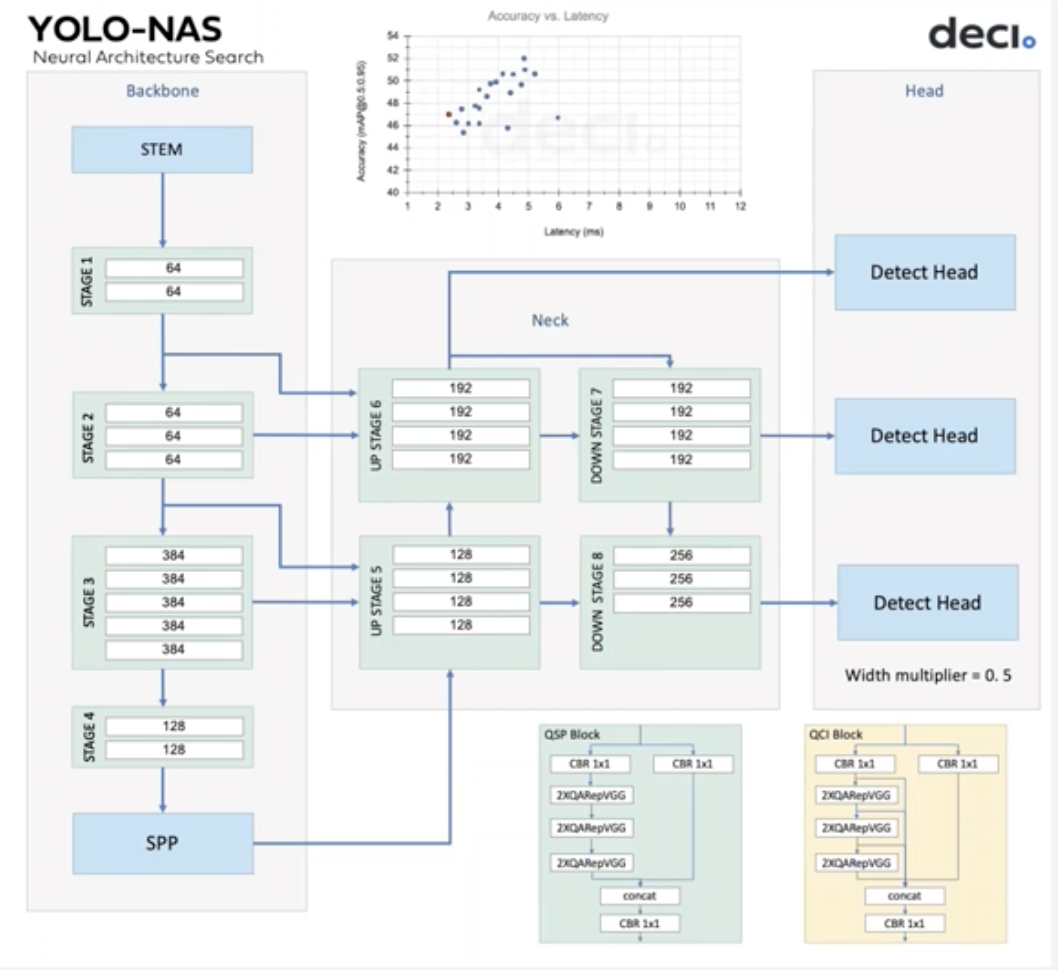 YOLO-NAS
Neural Architecture Search
Accuracy vs. Latency
deci.
54
52
50
48
46
44
42
40
Accuracy (mAP@0.5:0.95)
deci.
1 2 3 4 5 6 7 8 9 10 11 12
Latency (ms)
Backbone
STEM
STAGE 1
64
64
STAGE 2
64
64
64
STAGE 3
384
384
384
384
384
STAGE 4
128
128
SPP
Neck
UP STAGE 6
192
192
192
192
DOWN STAGE 7
192
192
192
192
UP STAGE 5
128
128
128
128
DOWN STAGE 8
256
256
256
Head
Detect Head
Detect Head
Detect Head
Width multiplier = 0. 5
QSP Block
CBR 1x1 CBR 1x1
2XQARepVGG
2XQARepVGG
2XQARepVGG
concat
CBR 1x1
QCI Block
CBR 1x1 CBR 1x1
2XQARepVGG
2XQARepVGG
2XQARepVGG
concat
CBR 1x1